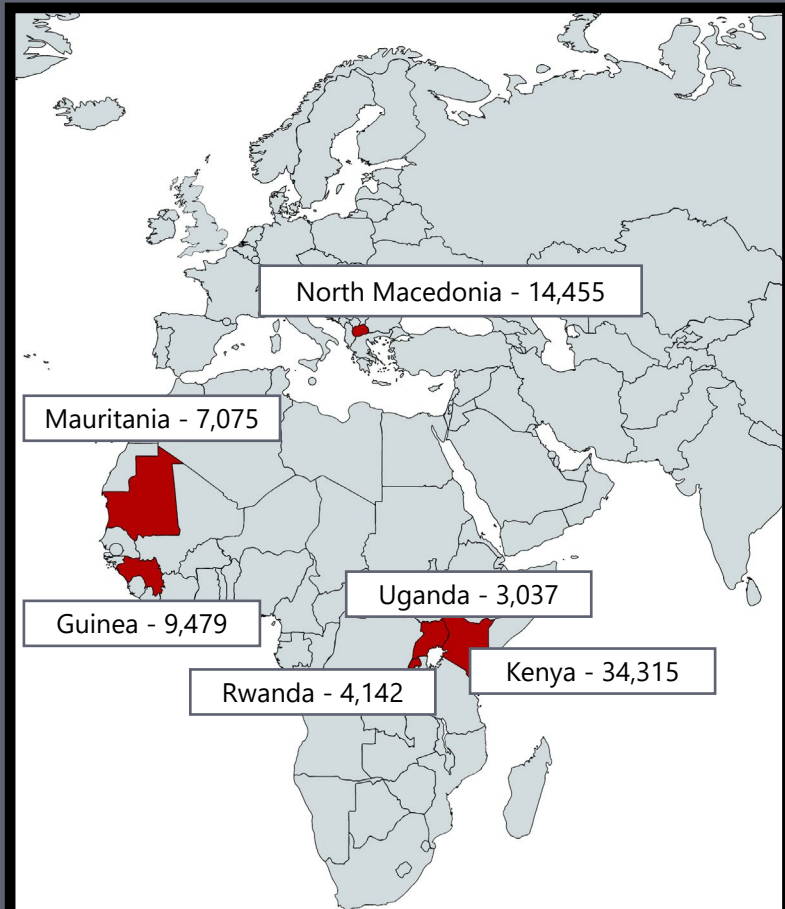 North Macedonia - 14,455
Mauritania - 7,075
Uganda - 3,037
Guinea - 9,479
Kenya - 34,315
Rwanda - 4,142